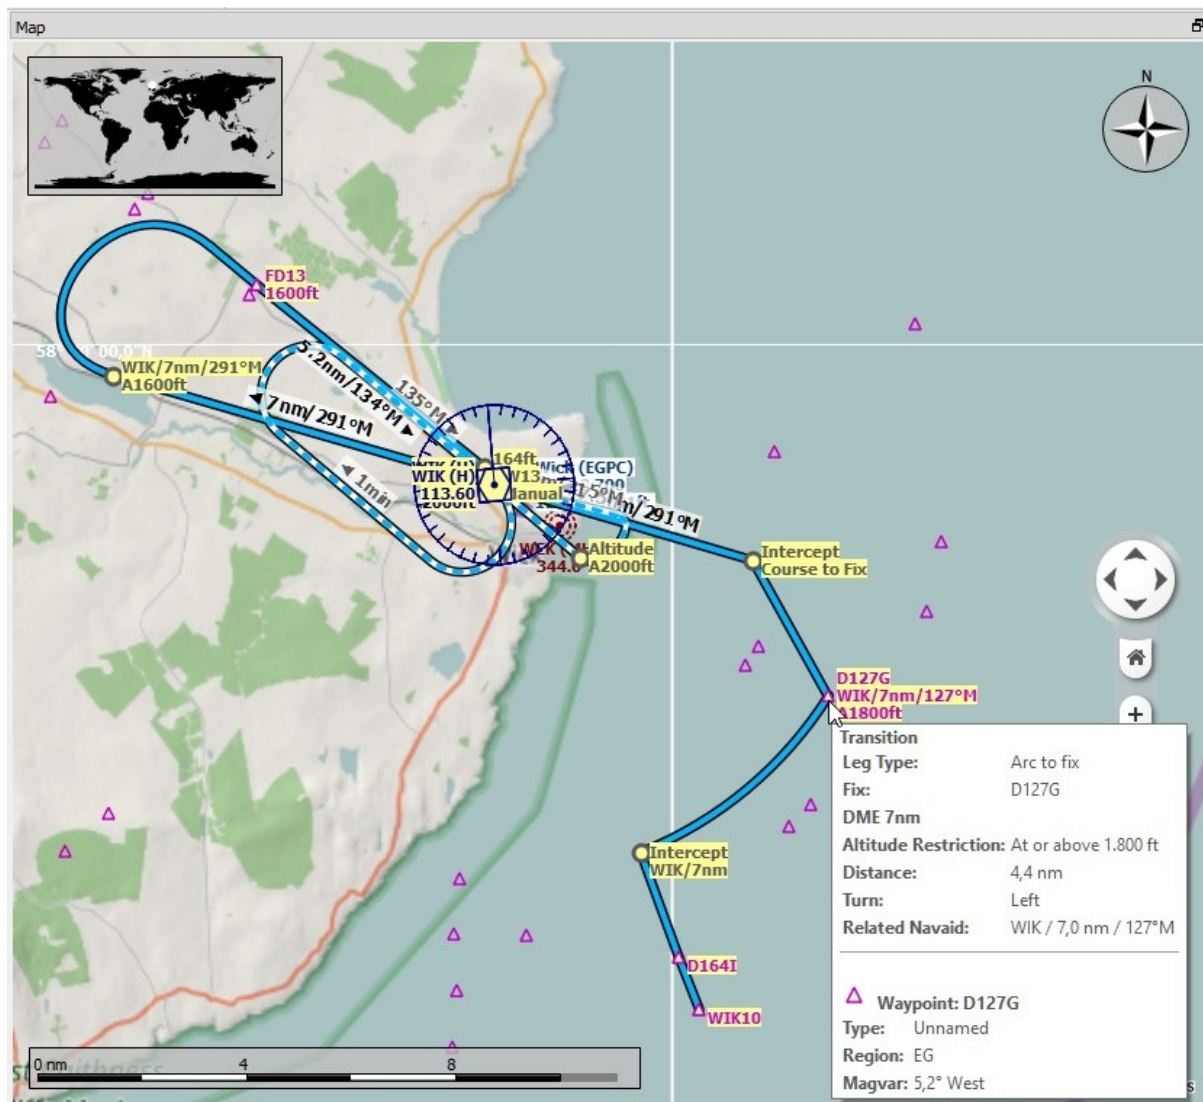 Map
N
FD13
1600ft
WIK/7nm/291°M
A1600ft
5.2nm/134°M
135°M
7nm/291°M
1min
164ft
W13
WIK (H)
113.60
Wick (EGPC)
/291°M
344.
Altitude
A2000ft
Intercept
Course to Fix
D127G
WIK/7nm/127°M
A1800ft
Intercept
WIK/7nm
D164I
WIK10
Transition
Leg Type: Arc to fix
Fix: D127G
DME 7nm
Altitude Restriction: At or above 1.800 ft
Distance: 4,4 nm
Turn: Left
Related Navaid: WIK / 7,0 nm / 127°M
Waypoint: D127G
Type: Unnamed
Region: EG
Magvar: 5,2° West
0 nm 4 8